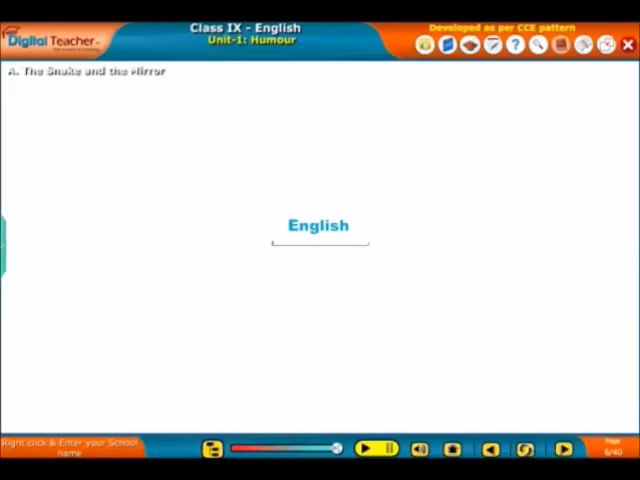 Digital Teacher
Class IX - English
Unit-1: Humour
Developed as per CCE pattern
A. The Snake and the Mirror
English
Right click & Enter your School
name
Page
6/40